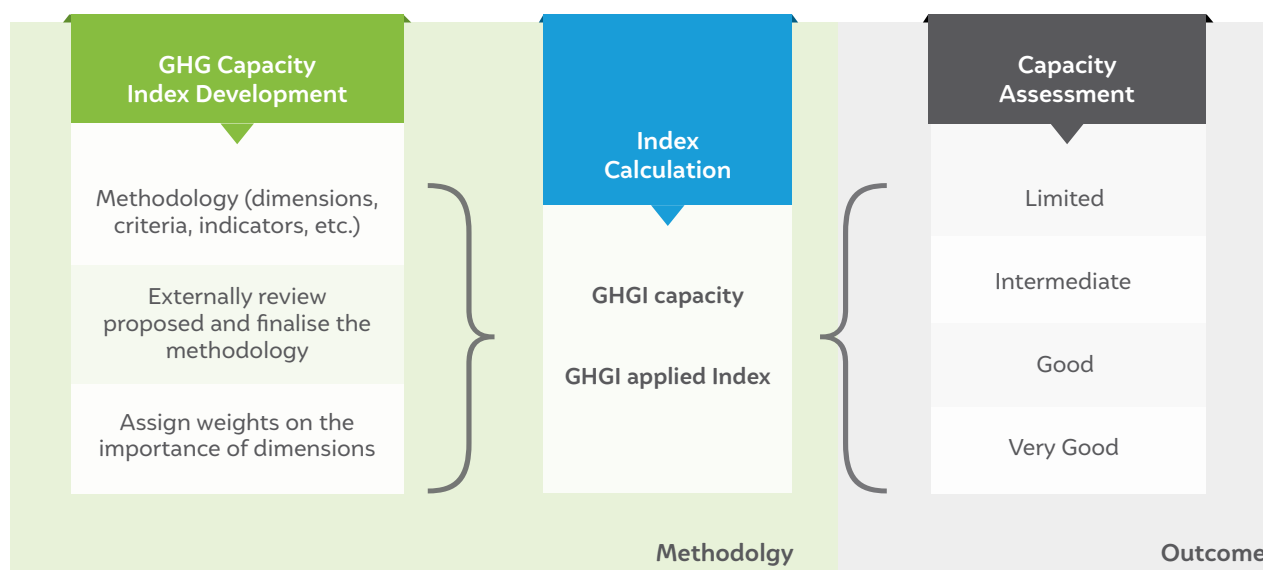 GHG Capacity
Index Development
Methodology (dimensions,
criteria, indicators, etc.)
Externally review
proposed and finalise the
methodology
Assign weights on the
importance of dimensions
Index
Calculation
GHGI capacity
GHGI applied Index
Capacity
Assessment
Limited
Intermediate
Good
Very Good
Methodolgy
Outcome